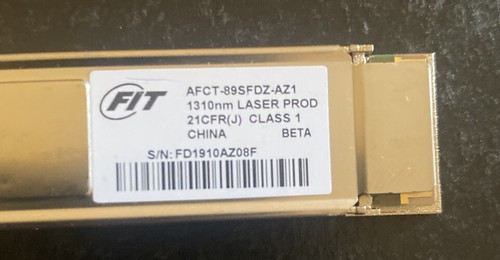 FIT
AFCT-89SFDZ-AZ1
1310nm LASER PROD
21CFR(J) CLASS 1
CHINA BETA
S/N: FD1910AZ08F